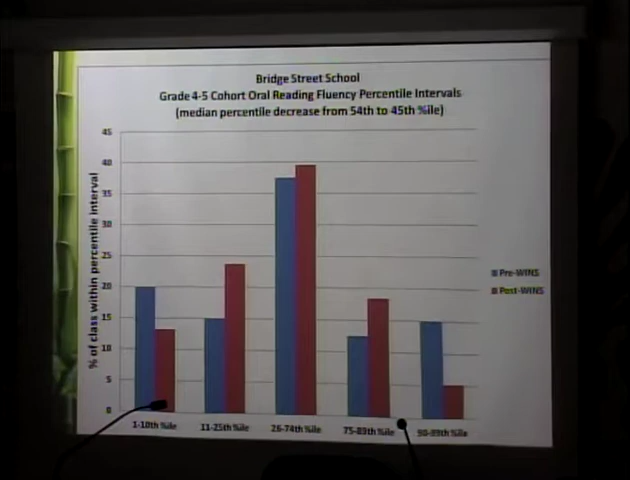 Bridge Street School
Grade 4-5 Cohort Oral Reading Fluency Percentile Intervals
(median percentile decrease from 54th to 45th %ile)
% of class within percentile interval
45
40
35
30
25
20
15
10
5
0
1-10th %ile
11-25th %ile
26-74th %ile
75-89th %ile
90-99th %ile
Pre-WINS
Post-WINS